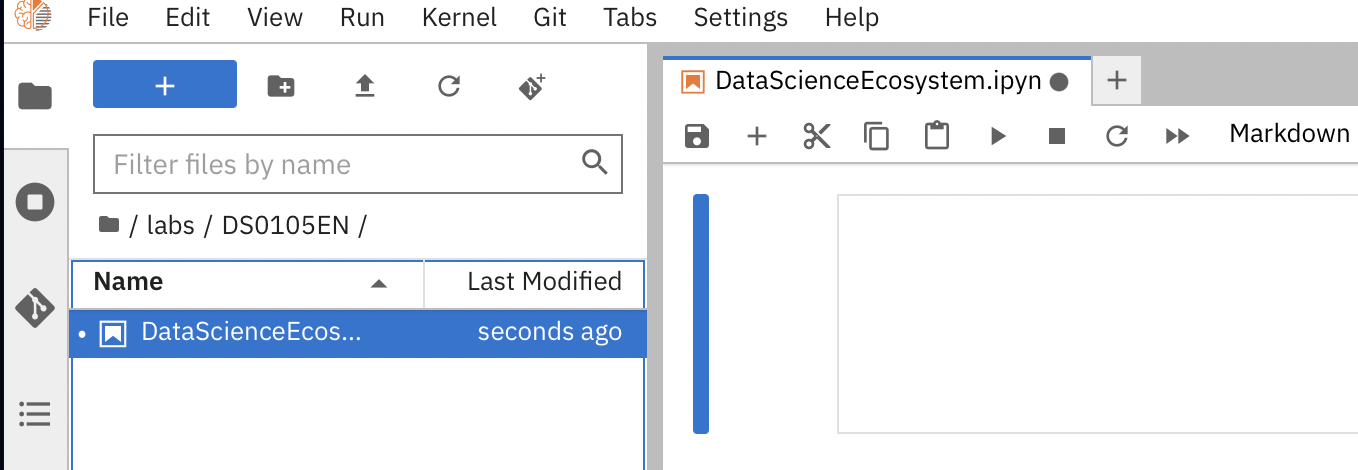 File Edit View Run Kernel Git Tabs Settings Help
DataScienceEcosystem.ipyn
Markdown
Filter files by name
/ labs / DS0105EN /
Name Last Modified
DataScienceEcos... seconds ago